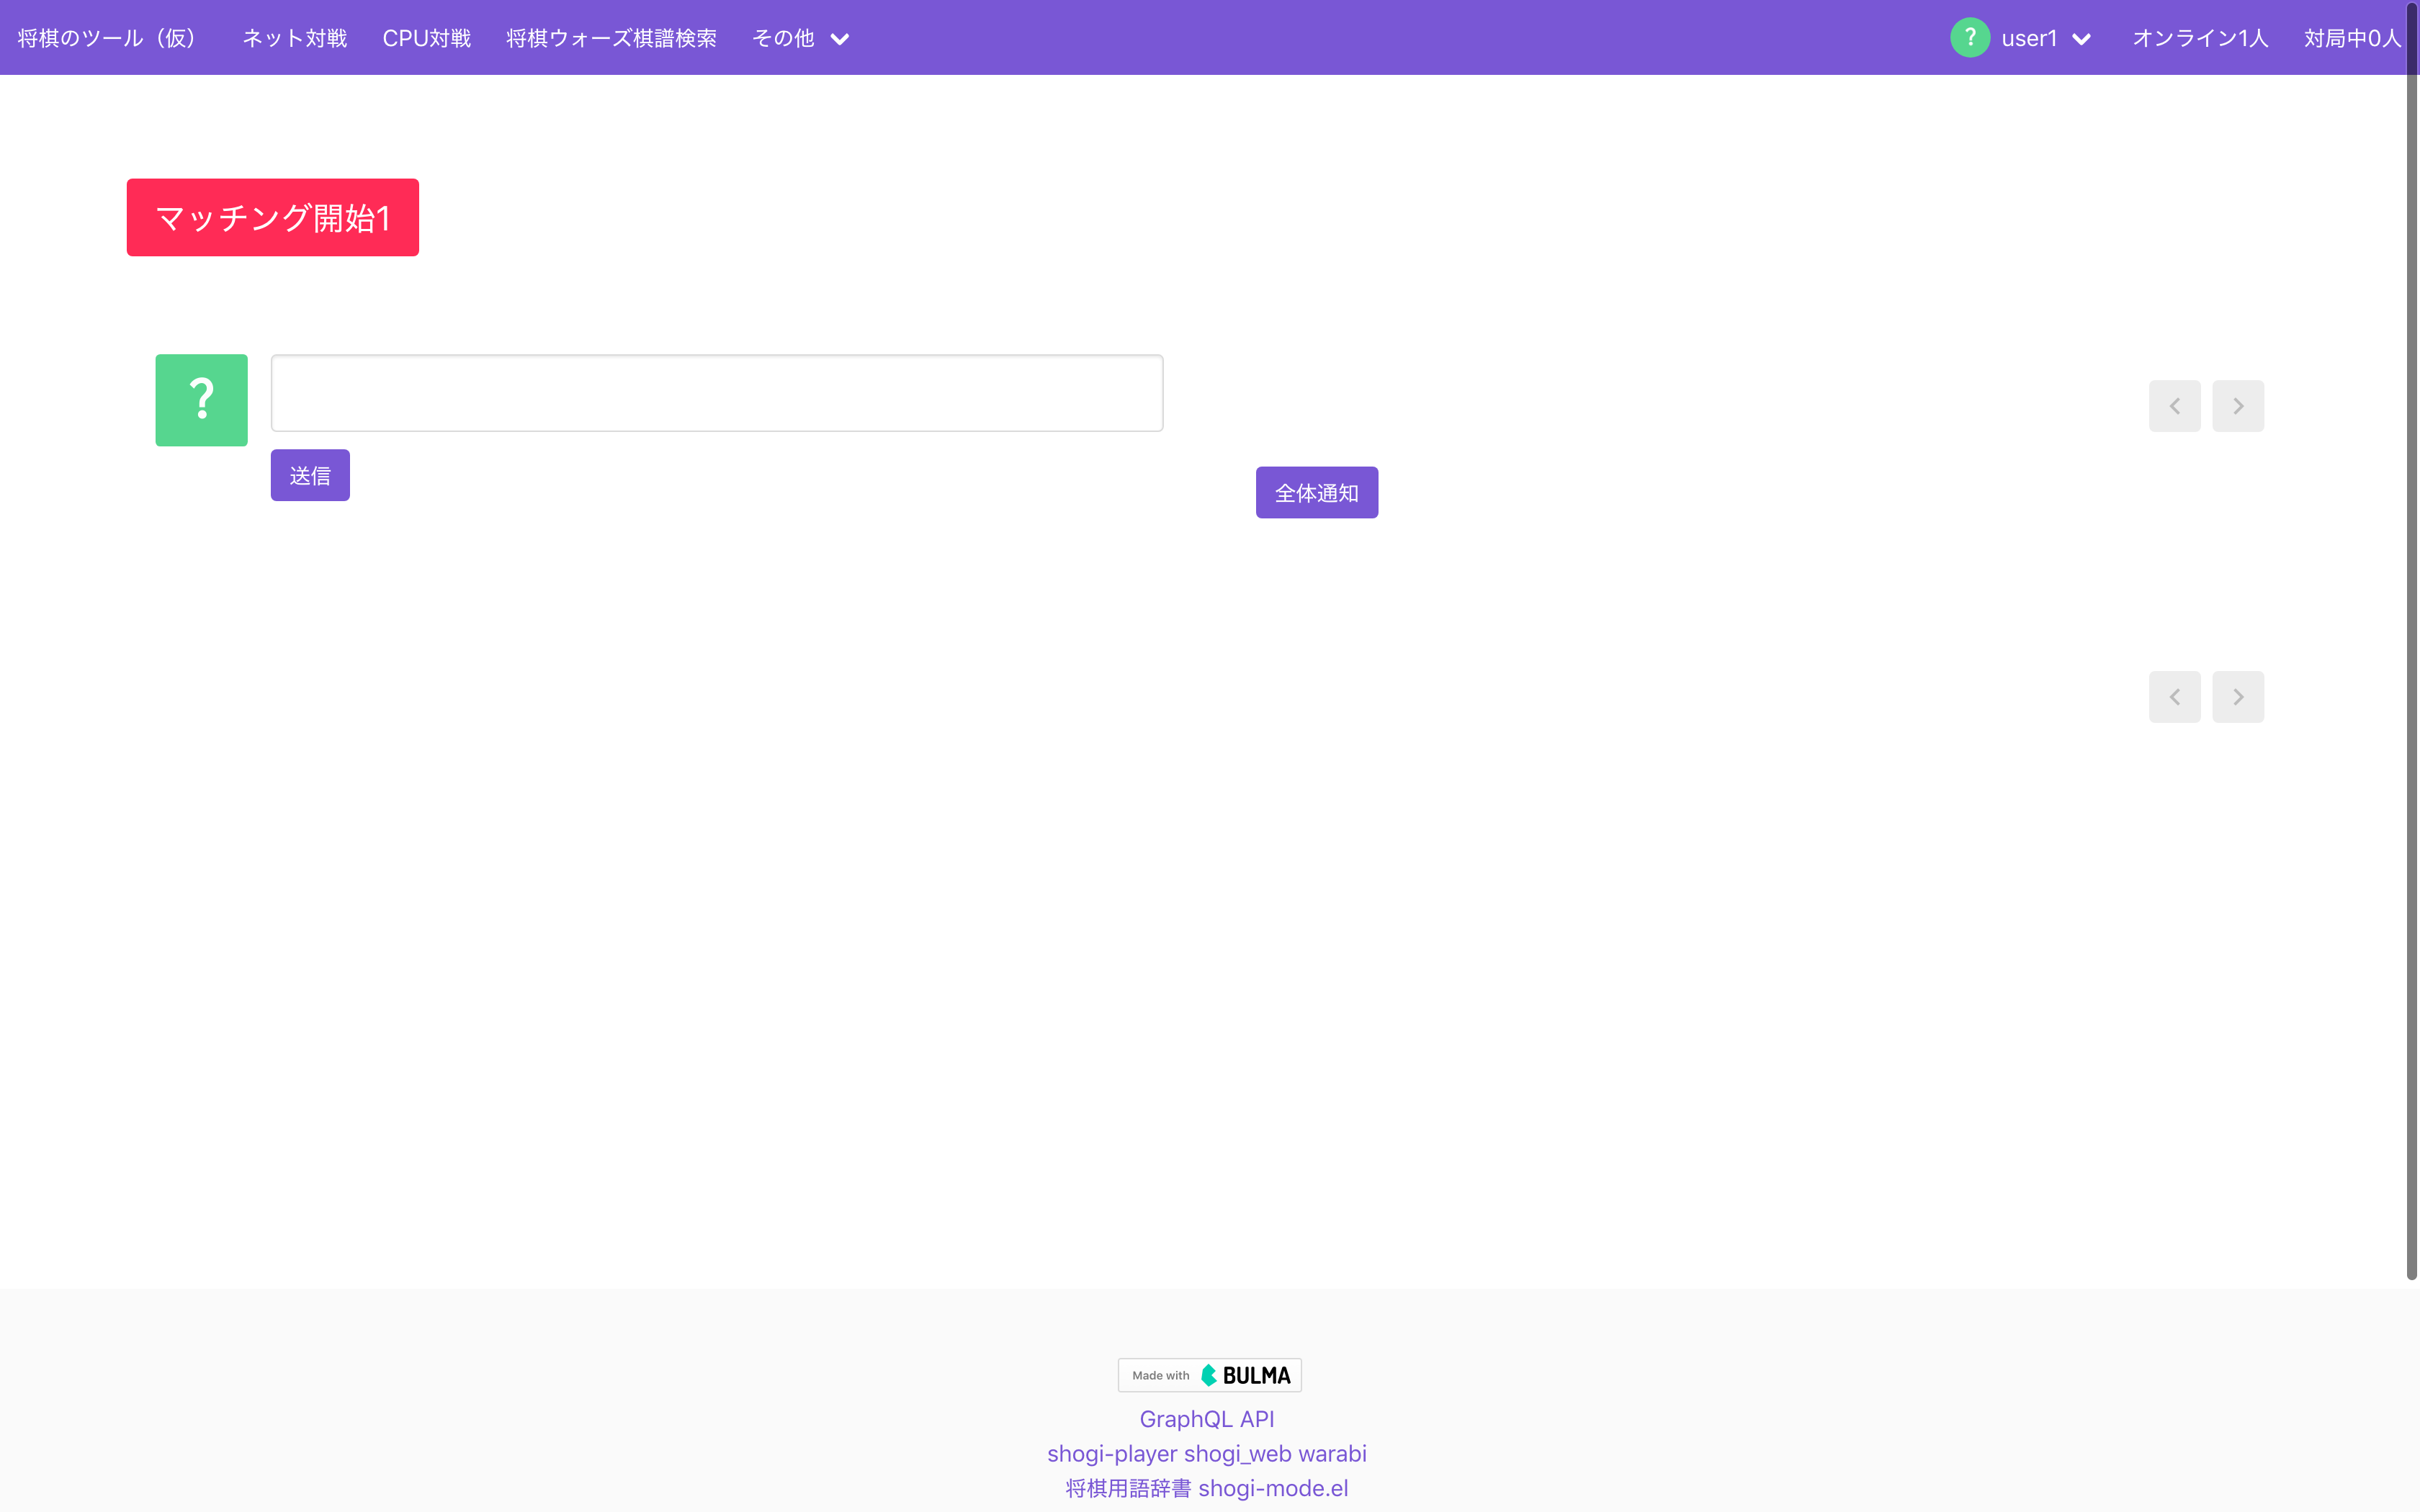 将棋のツール（仮） ネット対戦 CPU対戦 将棋ウォーズ棋譜検索 その他 ? user1 オンライン1人 対局中0人
マッチング開始1
?
送信
全体通知
Made with BULMA
GraphQL API
shogi-player shogi_web warabi
将棋用語辞書 shogi-mode.el